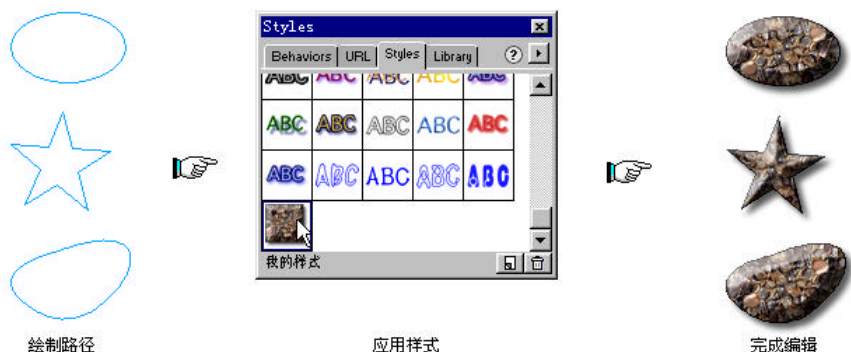 Styles
Behaviors URL Styles Library
ABC ABC ABC ABC ABC
ABC ABC ABC ABC ABC
ABC ABC ABC ABC ABC
我的样式
绘制路径 应用样式 完成编辑